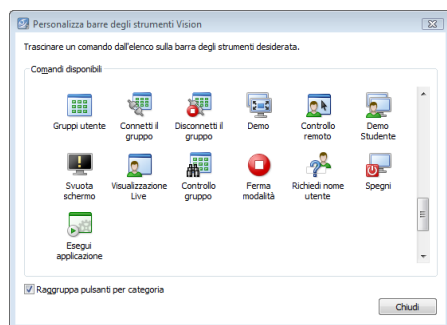 Personalizza barre degli strumenti Vision
Trascinare un comando dall'elenco sulla barra degli strumenti desiderata.
Comandi disponibili
Gruppi utente
Connetti il
gruppo
Disconnetti il
gruppo
Demo
Controllo
remoto
Demo
Studente
Svuota
schermo
Visualizzazione
Live
Controllo
gruppo
Ferma
modalità
Richiedi nome
utente
Spegni
Esegui
applicazione
Raggruppa pulsanti per categoria
Chiudi